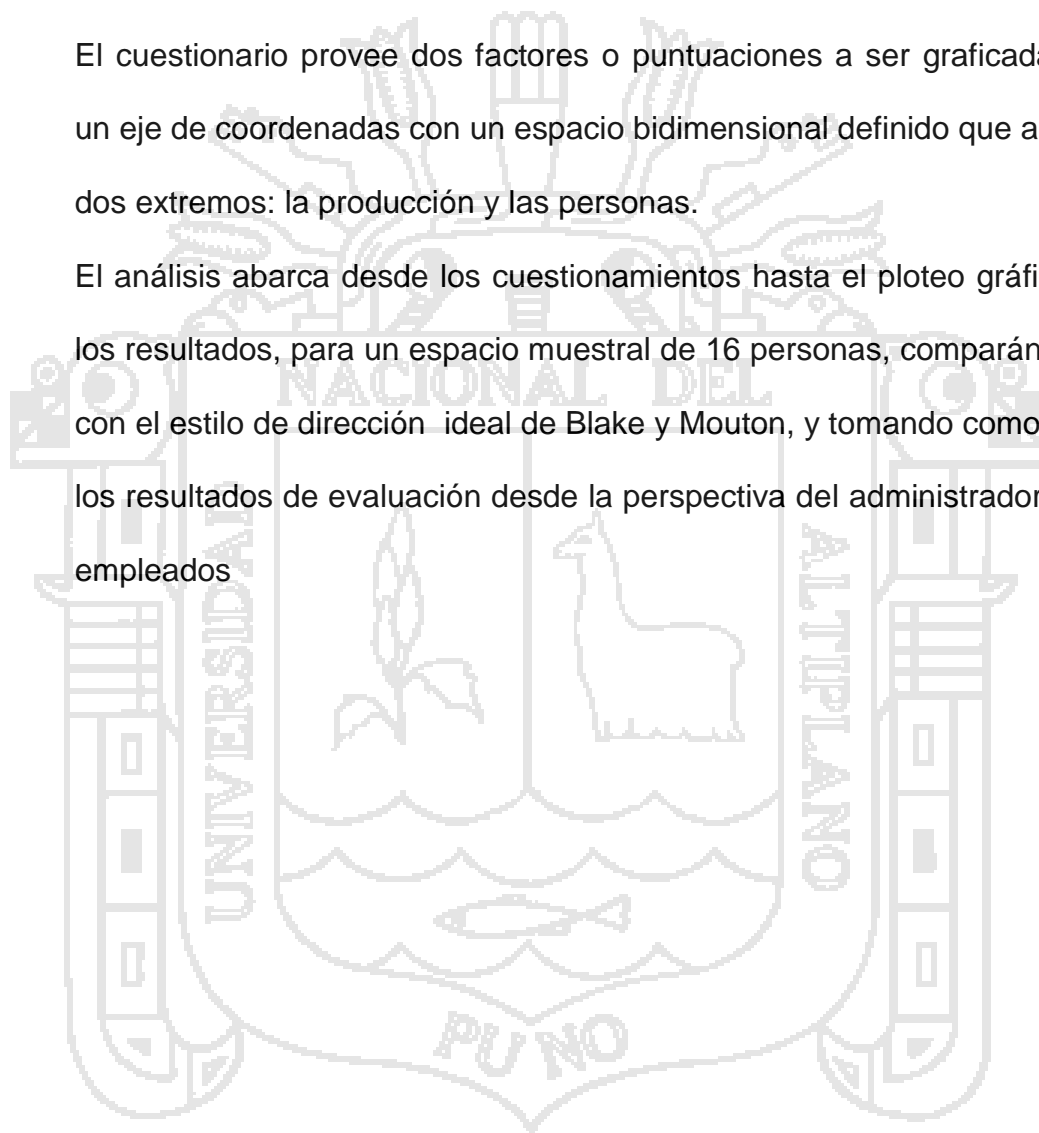 El cuestionario provee dos factores o puntuaciones a ser
un eje de coordenadas con un espacio bidimensional definido que
dos extremos: la producción y las personas.
El análisis abarca desde los cuestionamientos hasta el ploteo
los resultados, para un espacio muestral de 16 personas,
con el estilo de dirección ideal de Blake y Mouton, y tomando como
los resultados de evaluación desde la perspectiva del administrador
empleados
NACIONAL DEL
UNIVERSIDAD
ALTIPLANO
PUNO